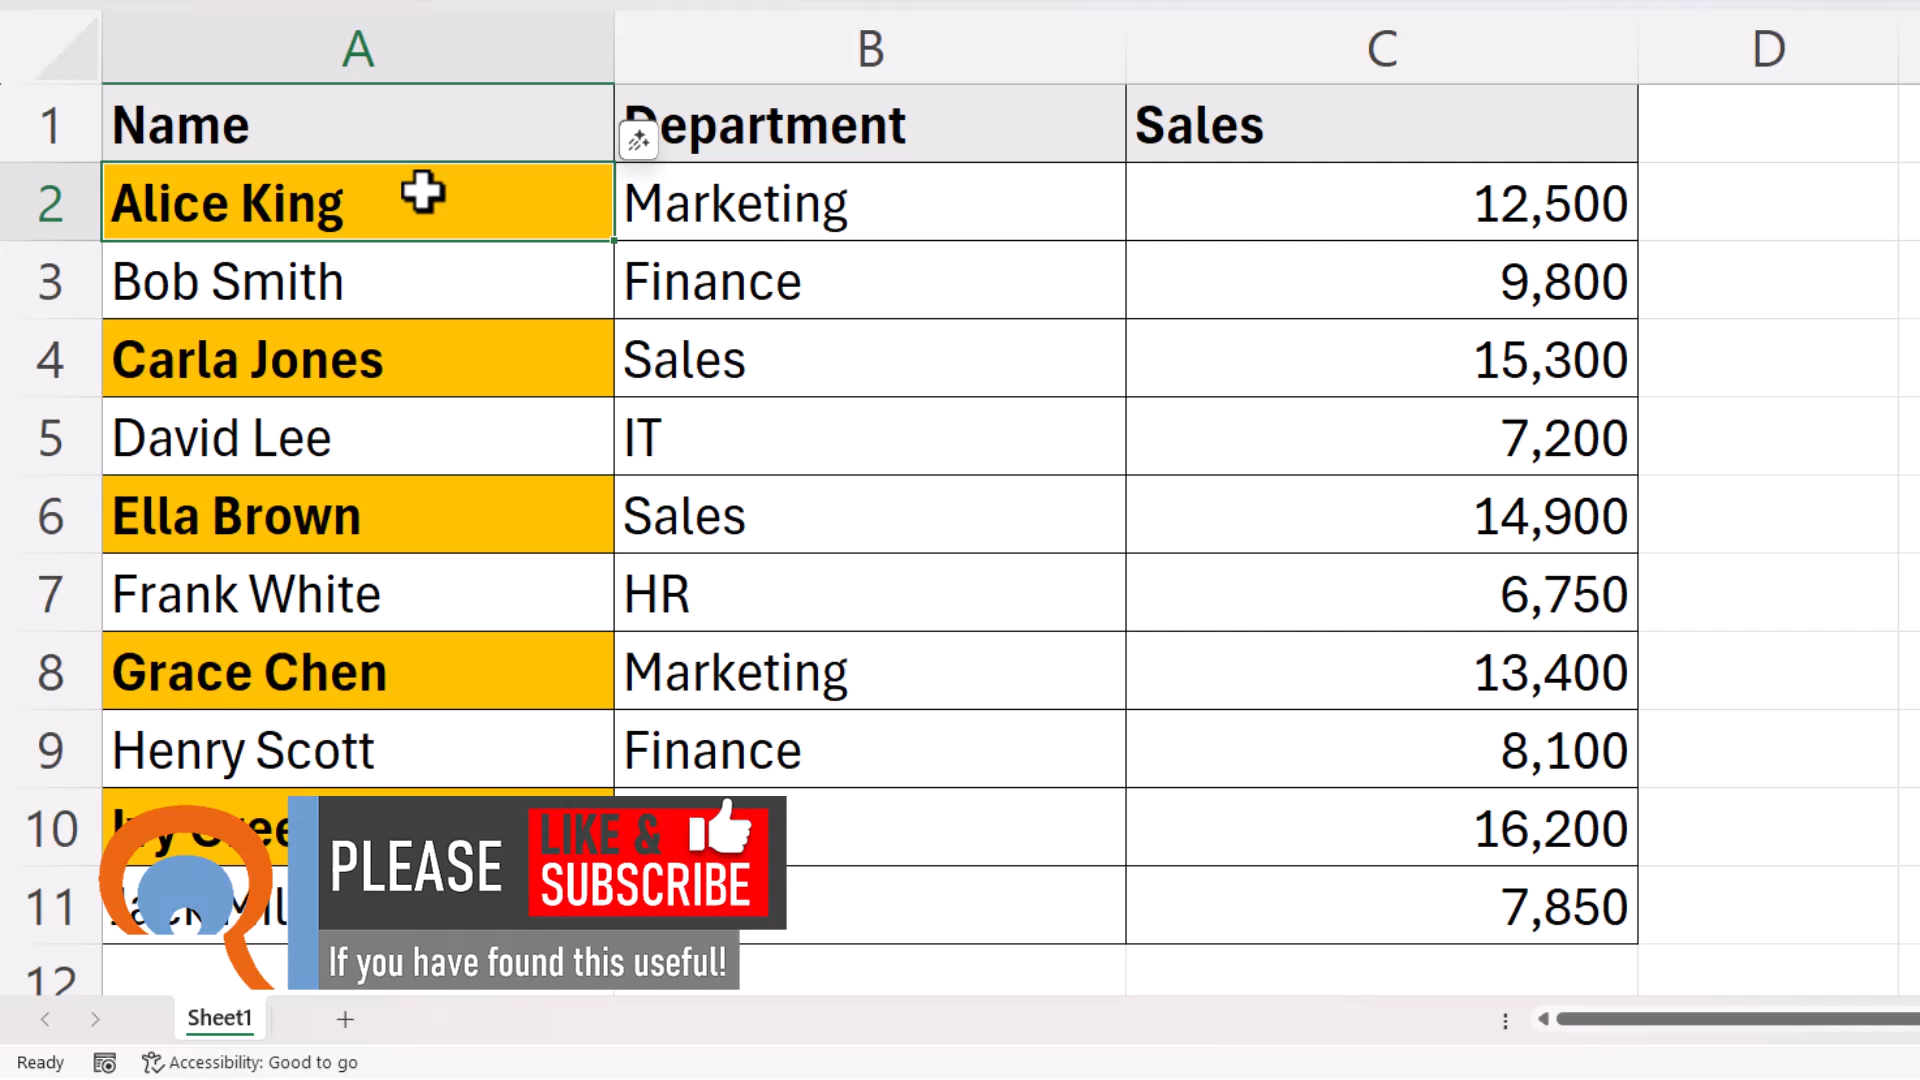 A B C D
1 Name Department Sales
2 Alice King Marketing 12,500
3 Bob Smith Finance 9,800
4 Carla Jones Sales 15,300
5 David Lee IT 7,200
6 Ella Brown Sales 14,900
7 Frank White HR 6,750
8 Grace Chen Marketing 13,400
9 Henry Scott Finance 8,100
10 16,200
11 7,850
12
PLEASE LIKE & SUBSCRIBE
If you have found this useful!
Sheet1
Ready Accessibility: Good to go